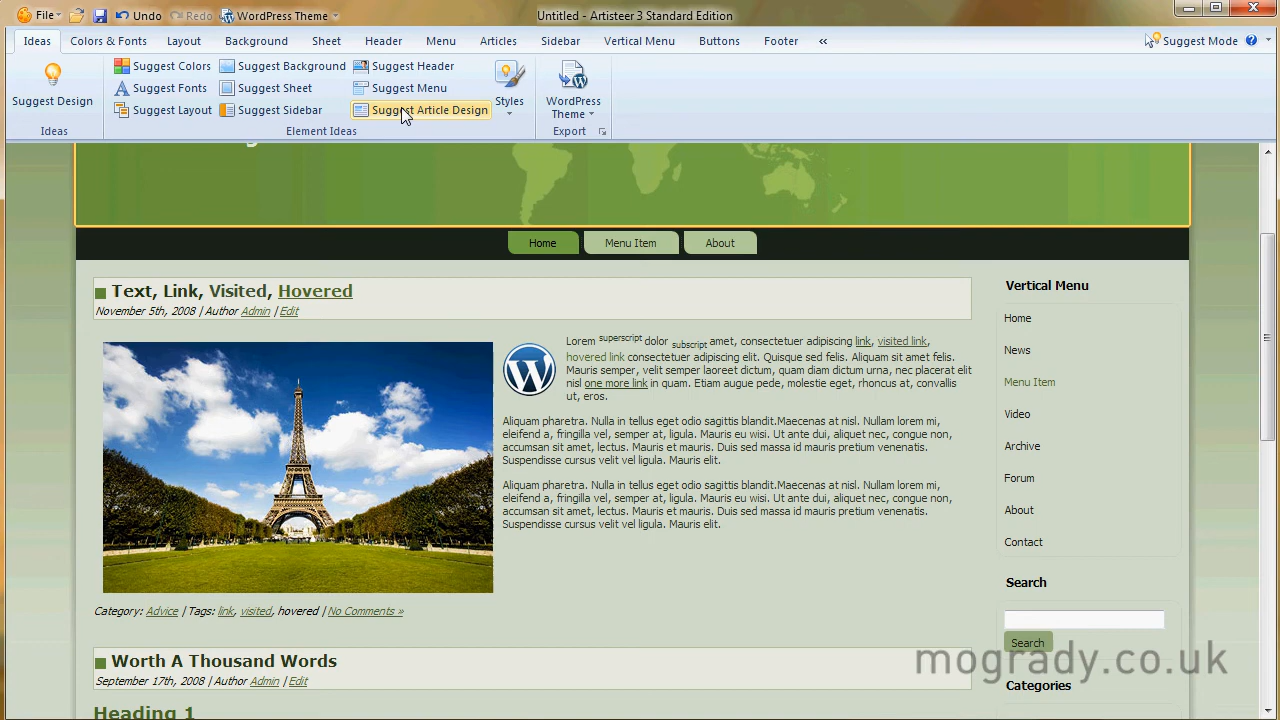 File Undo Redo WordPress Theme Untitled - Artisteer 3 Standard Edition
Ideas Colors & Fonts Layout Background Sheet Header Menu Articles Sidebar Vertical Menu Buttons Footer « Suggest Mode
Suggest Design
Suggest Colors Suggest Background Suggest Header
Suggest Fonts Suggest Sheet Suggest Menu
Suggest Layout Suggest Sidebar Suggest Article Design
Styles
WordPress
Theme
Ideas Element Ideas Export
Home Menu Item About
Text, Link, Visited, Hovered
November 5th, 2008 | Author Admin | Edit
Lorem superscript dolor subscript amet, consectetuer adipiscing link, visited link,
hovered link consectetuer adipiscing elit. Quisque sed felis. Aliquam sit amet felis.
Mauris semper, velit semper laoreet dictum, quam diam dictum urna, nec placerat elit
nisl one more link in quam. Etiam augue pede, molestie eget, rhoncus at, convallis
ut, eros.
Aliquam pharetra. Nulla in tellus eget odio sagittis blandit.Maecenas at nisl. Nullam lorem mi,
eleifend a, fringilla vel, semper at, ligula. Mauris eu wisi. Ut ante dui, aliquet nec, congue non,
accumsan sit amet, lectus. Mauris et mauris. Duis sed massa id mauris pretium venenatis.
Suspendisse cursus velit vel ligula. Mauris elit.
Aliquam pharetra. Nulla in tellus eget odio sagittis blandit.Maecenas at nisl. Nullam lorem mi,
eleifend a, fringilla vel, semper at, ligula. Mauris eu wisi. Ut ante dui, aliquet nec, congue non,
accumsan sit amet, lectus. Mauris et mauris. Duis sed massa id mauris pretium venenatis.
Suspendisse cursus velit vel ligula. Mauris elit.
Category: Advice | Tags: link, visited, hovered | No Comments »
Worth A Thousand Words
September 17th, 2008 | Author Admin | Edit
Heading 1
Vertical Menu
Home
News
Menu Item
Video
Archive
Forum
About
Contact
Search
Search
Categories
mogrady.co.uk